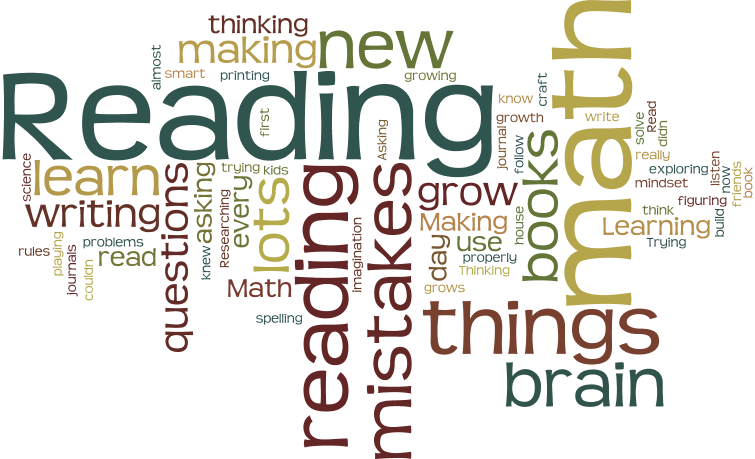 thinking
making
new
almost
smart
printing
growing
Reading
first
Asking
know
craft
math
write
journal
growth
follow
solve
Read
didn
really
science
learn
writing
questions
knew
asking
trying
kids
every
Researching
lots
reading
imagination
mistakes
grow
Making
house
books
exploring
mindset
listen
now
friends
book
figuring
build
think
Learning
Trying
rules
playing
journals
problems
couldn
read
Math
day
use
properly
Thinking
grows
spelling
things
brain